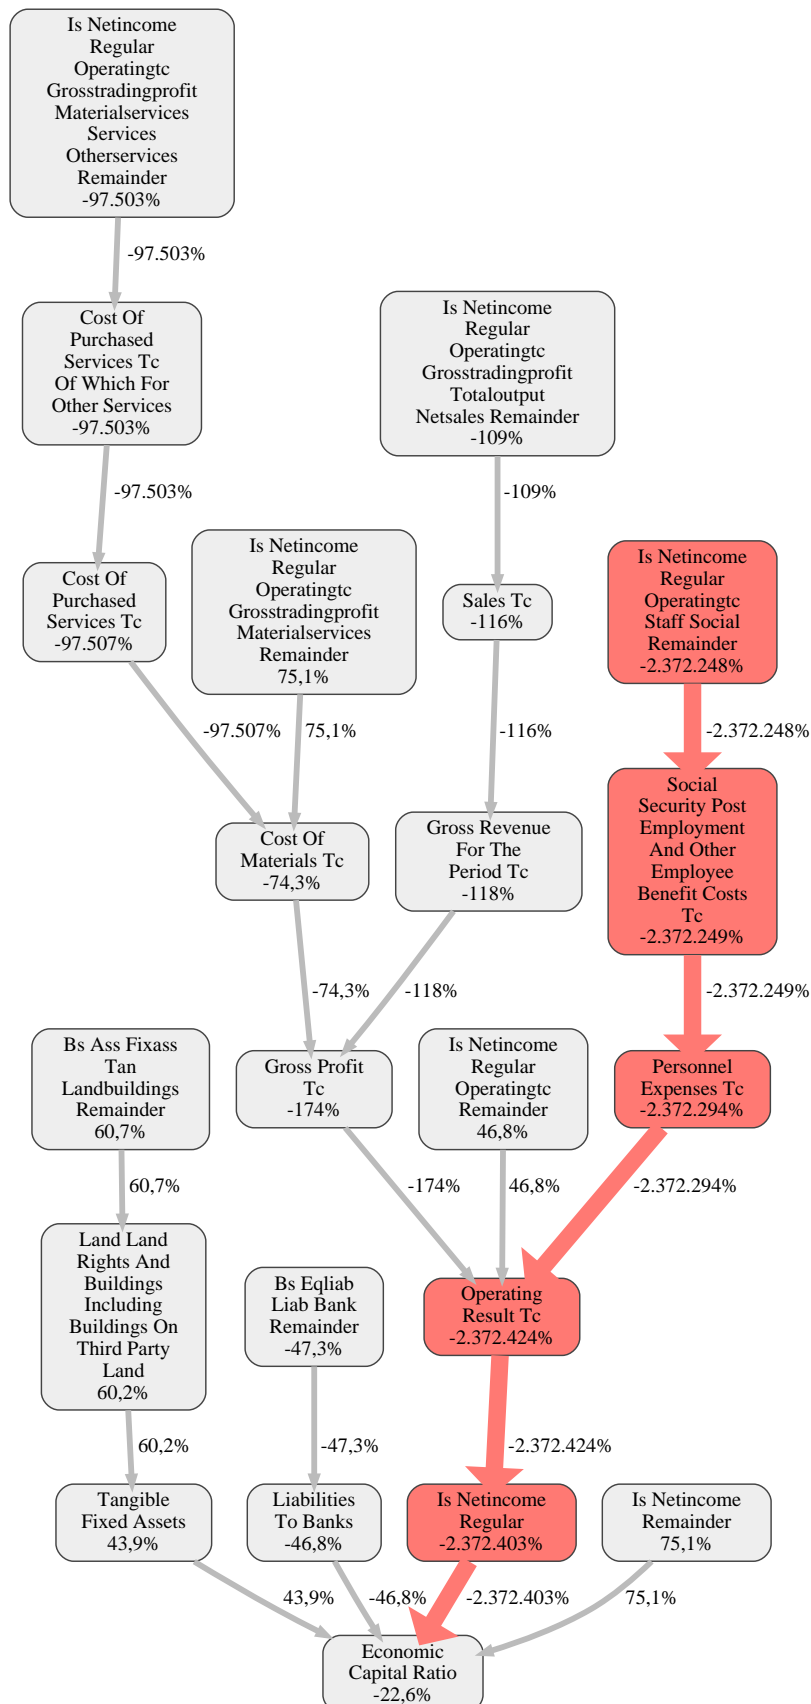 Is Netincome
Regular
Operatingtc
Grosstradingprofit
Materialservices
Services
Otherservices
Remainder
-97.503%
-97.503%
Cost Of
Purchased
Services Tc
Of Which For
Other Services
-97.503%
Is Netincome
Regular
Operatingtc
Grosstradingprofit
Totaloutput
Netsales Remainder
-109%
-97.503%
-109%
Cost Of
Purchased
Services Tc
-97.507%
Is Netincome
Regular
Operatingtc
Grosstradingprofit
Materialservices
Remainder
75,1%
Sales Tc
-116%
Is Netincome
Regular
Operatingtc
Staff Social
Remainder
-2.372.248%
-97.507%
75,1%
-116%
-2.372.248%
Cost Of
Materials Tc
-74,3%
Gross Revenue
For The
Period Tc
-118%
Social
Security Post
Employment
And Other
Employee
Benefit Costs
Tc
-2.372.249%
-74,3%
-118%
-2.372.249%
Bs Ass Fixass
Tan
Landbuildings
Remainder
60,7%
Gross Profit
Tc
-174%
Is Netincome
Regular
Operatingtc
Remainder
46,8%
Personnel
Expenses Tc
-2.372.294%
60,7%
-174%
46,8%
-2.372.294%
Land Land
Rights And
Buildings
Including
Buildings On
Third Party
Land
60,2%
Bs Eqliab
Liab Bank
Remainder
-47,3%
Operating
Result Tc
-2.372.424%
60,2%
-47,3%
-2.372.424%
Tangible
Fixed Assets
43,9%
Liabilities
To Banks
-46,8%
Is Netincome
Regular
-2.372.403%
Is Netincome
Remainder
75,1%
43,9%
-46,8%
-2.372.403%
75,1%
Economic
Capital Ratio
-22,6%